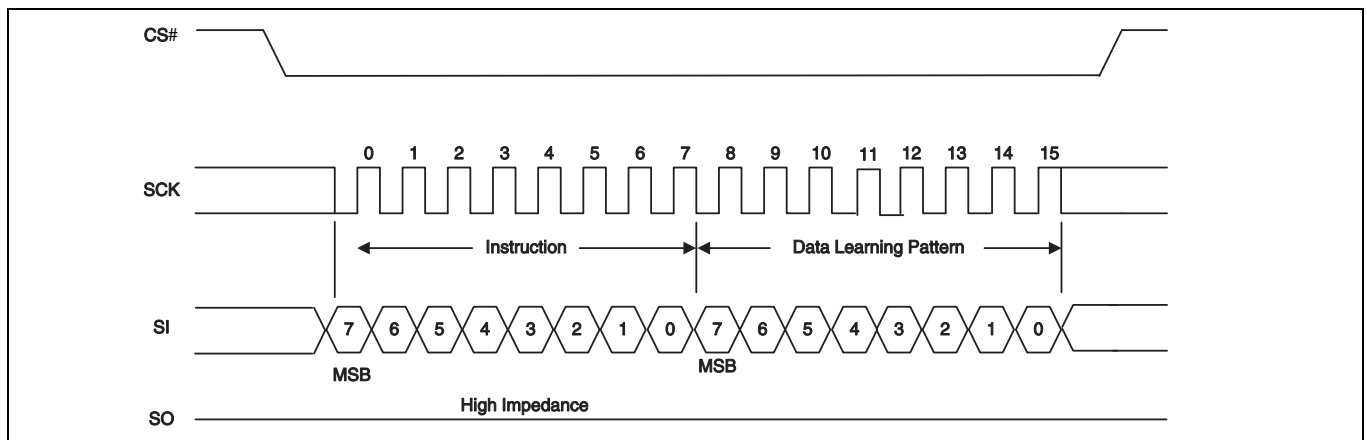 CS#
0 1 2 3 4 5 6 7 8 9 10 11 12 13 14 15
SCK
Instruction Data Learning Pattern
SI 7 6 5 4 3 2 1 0 7 6 5 4 3 2 1 0
MSB MSB
High Impedance
SO